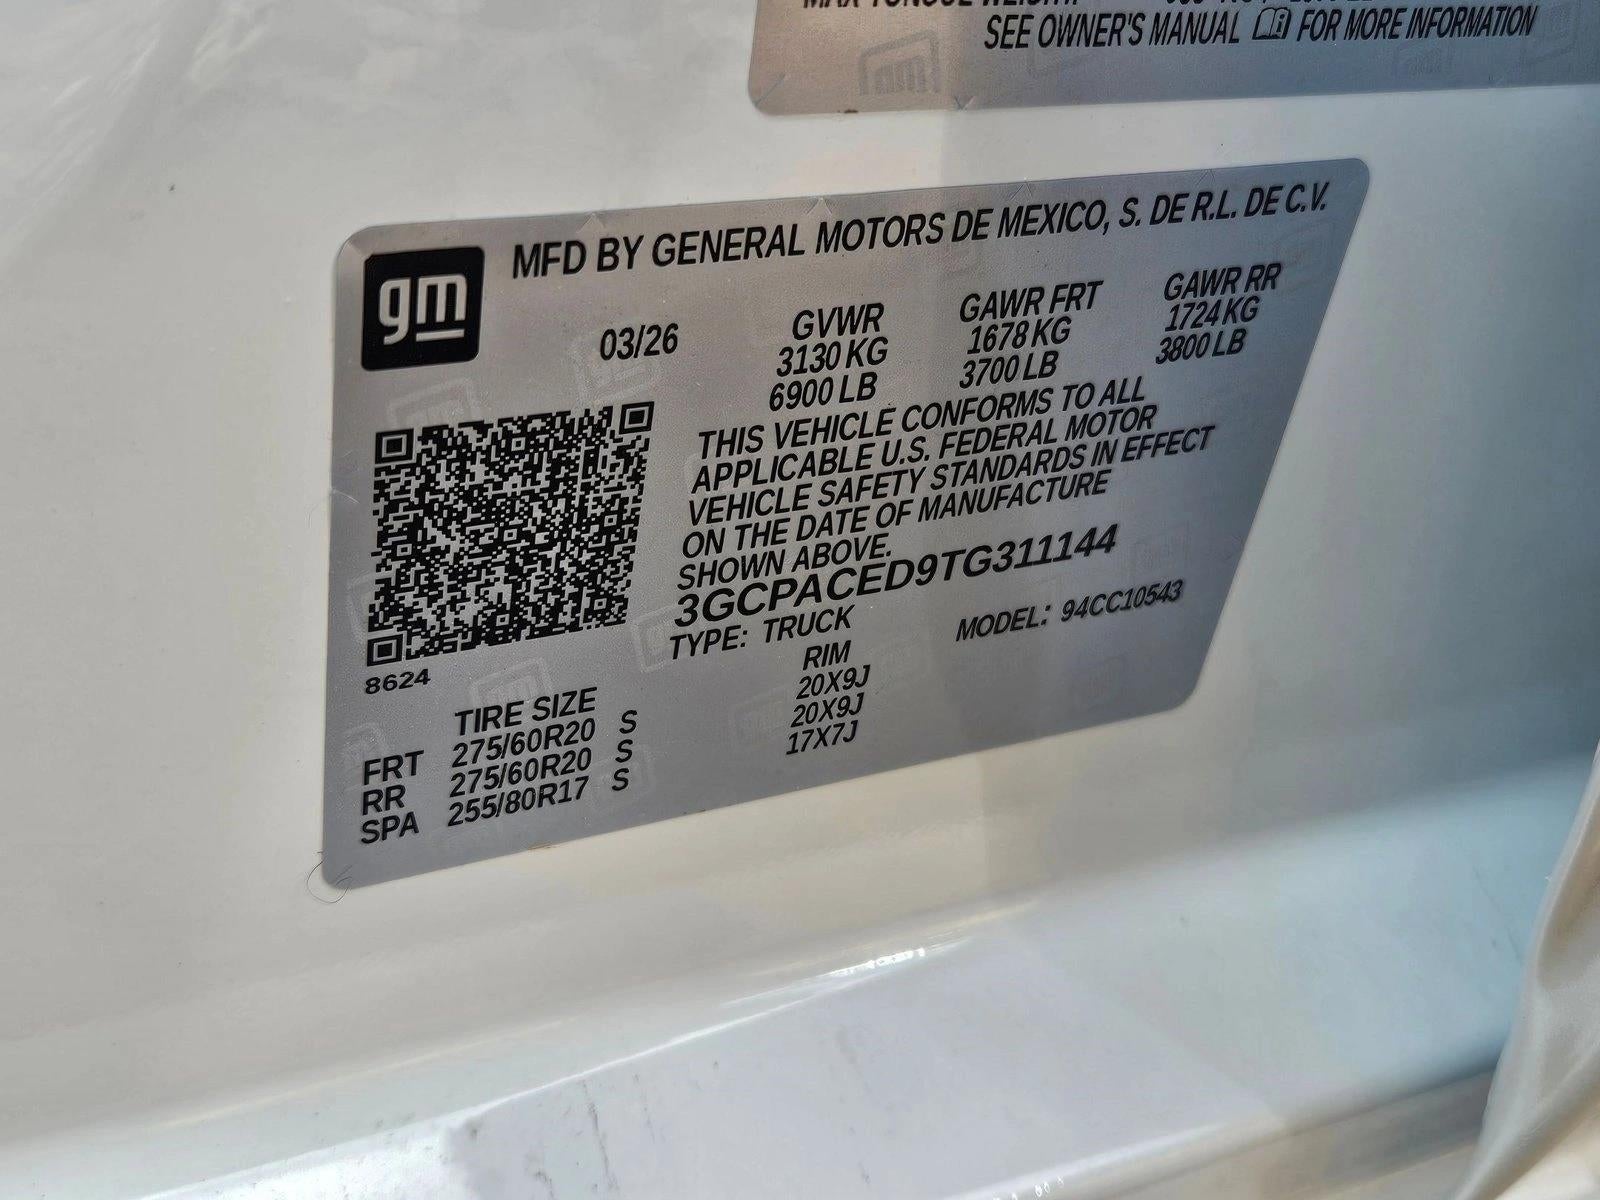 SEE OWNER'S MANUAL FOR MORE INFORMATION
gm
MFD BY GENERAL MOTORS DE MEXICO, S. DE R.L. DE C.V.
03/26 GVWR GAWR FRT GAWR RR
3130 KG 1678 KG 1724 KG
6900 LB 3700 LB 3800 LB
THIS VEHICLE CONFORMS TO ALL
APPLICABLE U.S. FEDERAL MOTOR
VEHICLE SAFETY STANDARDS IN EFFECT
ON THE DATE OF MANUFACTURE
SHOWN ABOVE.
3GCPACED9TG311144
TYPE: TRUCK MODEL: 94CC10543
8624
TIRE SIZE RIM
FRT 275/60R20 S 20X9J
RR 275/60R20 S 20X9J
SPA 255/80R17 S 17X7J